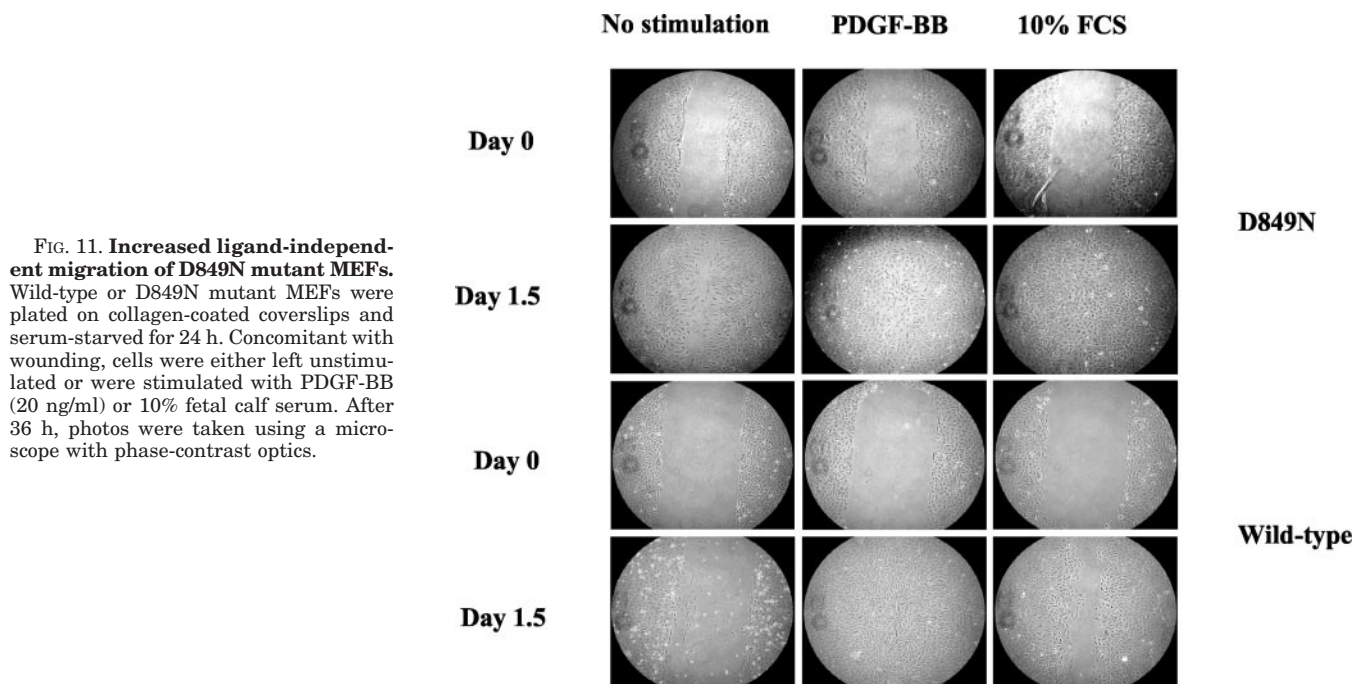 No stimulation PDGF-BB 10% FCS
Day 0
D849N
Day 1.5
Day 0
Wild-type
Day 1.5
FIG. 11. Increased ligand-independ-
ent migration of D849N mutant MEFs.
Wild-type or D849N mutant MEFs were
plated on collagen-coated coverslips and
serum-starved for 24 h. Concomitant with
wounding, cells were either left unstimu-
lated or were stimulated with PDGF-BB
(20 ng/ml) or 10% fetal calf serum. After
36 h, photos were taken using a micro-
scope with phase-contrast optics.